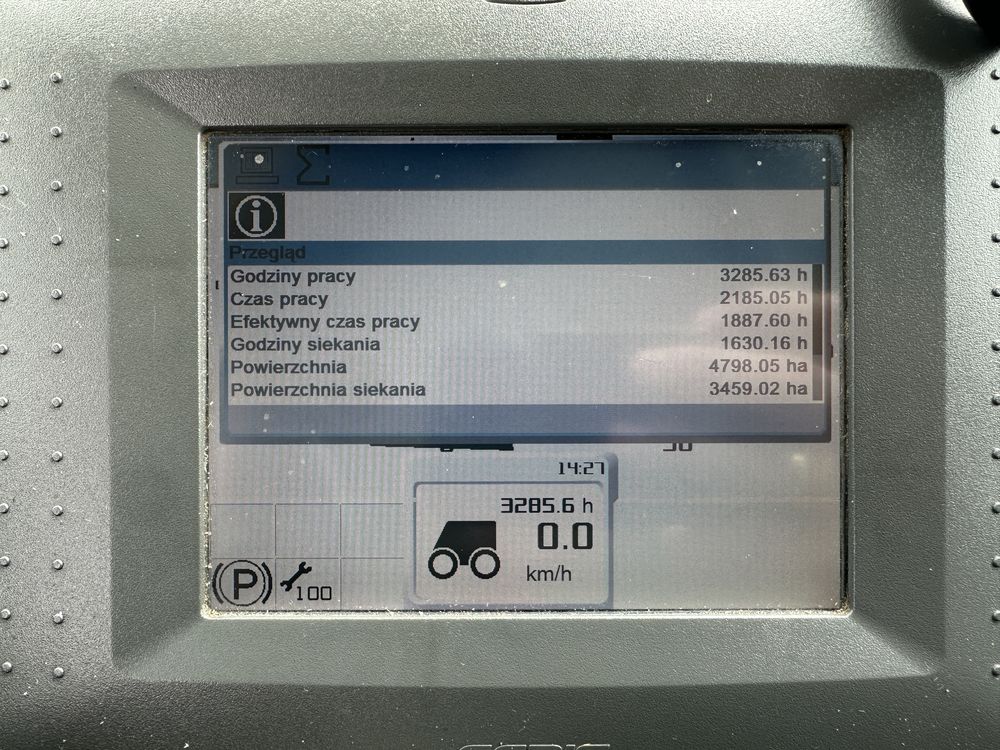 Przegląd
Godziny pracy 3285.63 h
Czas pracy 2185.05 h
Efektywny czas pracy 1887.60 h
Godziny siekania 1630.16 h
Powierzchnia 4798.05 ha
Powierzchnia siekania 3459.02 ha
14:27
3285.6 h
0.0
km/h
P
100